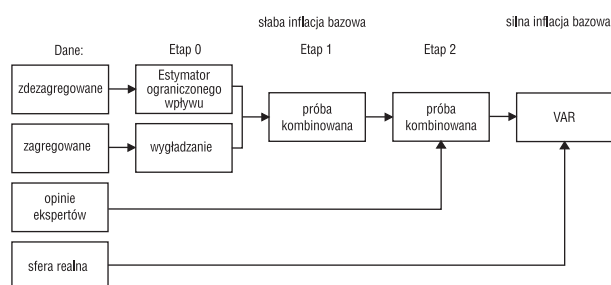 słaba inflacja bazowa
silna inflacja bazowa
Dane:
Etap 0
Etap 1
Etap 2
zdezagregowane
Estymator
ograniczonego
wpływu
zagregowane
wygładzanie
próba
kombinowana
próba
kombinowana
VAR
opinie
ekspertów
sfera realna